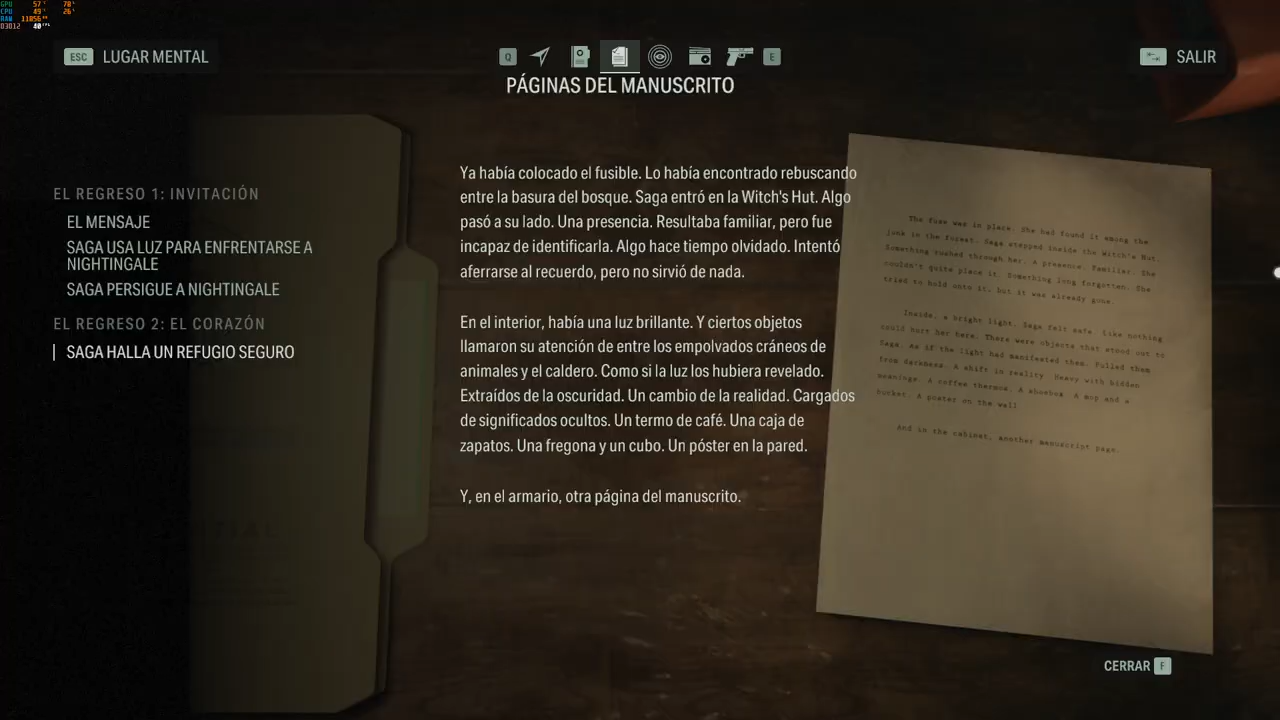 GPU 57° 78%
CPU 49° 26%
RAM 11856 MB
D3D12 40 FPS
ESC LUGAR MENTAL
Q
E
SALIR
PÁGINAS DEL MANUSCRITO
EL REGRESO 1: INVITACIÓN
EL MENSAJE
SAGA USA LUZ PARA ENFRENTARSE A
NIGHTINGALE
SAGA PERSIGUE A NIGHTINGALE
EL REGRESO 2: EL CORAZÓN
SAGA HALLA UN REFUGIO SEGURO
Ya había colocado el fusible. Lo había encontrado rebuscando
entre la basura del bosque. Saga entró en la Witch's Hut. Algo
pasó a su lado. Una presencia. Resultaba familiar, pero fue
incapaz de identificarla. Algo hace tiempo olvidado. Intentó
aferrarse al recuerdo, pero no sirvió de nada.
En el interior, había una luz brillante. Y ciertos objetos
llamaron su atención de entre los empolvados cráneos de
animales y el caldero. Como si la luz los hubiera revelado.
Extraídos de la oscuridad. Un cambio de la realidad. Cargados
de significados ocultos. Un termo de café. Una caja de
zapatos. Una fregona y un cubo. Un póster en la pared.
Y, en el armario, otra página del manuscrito.
The fuse was in place. She had found it among the
junk in the forest. Saga stepped inside the Witch's Hut.
Something rushed through her. A presence. Familiar. She
couldn't quite place it. Something long forgotten. She
tried to hold onto it, but it was already gone.
Inside, a bright light. Saga felt safe. Like nothing
could hurt her here. There were objects that stood out to
Saga. As if the light had manifested them. Pulled them
from darkness. A shift in reality. Heavy with hidden
meanings. A coffee thermos. A shoebox. A mop and a
bucket. A poster on the wall.
And in the cabinet, another manuscript page.
CERRAR F